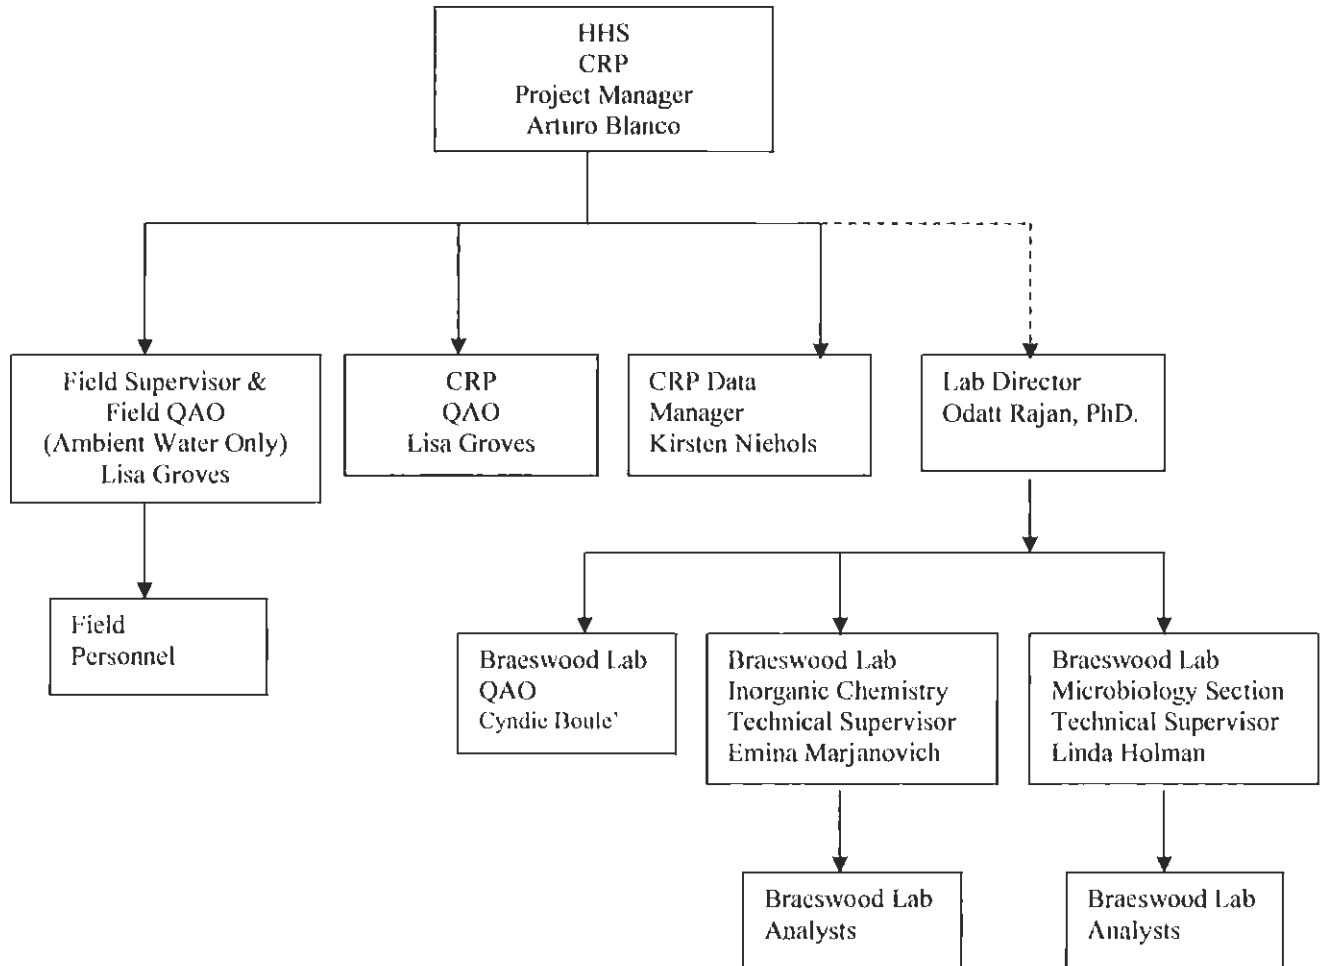 HHS
CRP
Project Manager
Arturo Blanco
Field Supervisor &
Field QAO
(Ambient Water Only)
Lisa Groves
CRP
QAO
Lisa Groves
CRP Data
Manager
Kirsten Niehols
Lab Director
Odatt Rajan, PhD.
Field
Personnel
Braeswood Lab
QAO
Cyndie Boule'
Braeswood Lab
Inorganic Chemistry
Technical Supervisor
Emina Marjanovich
Braeswood Lab
Microbiology Section
Technical Supervisor
Linda Holman
Braeswood Lab
Analysts
Braeswood Lab
Analysts